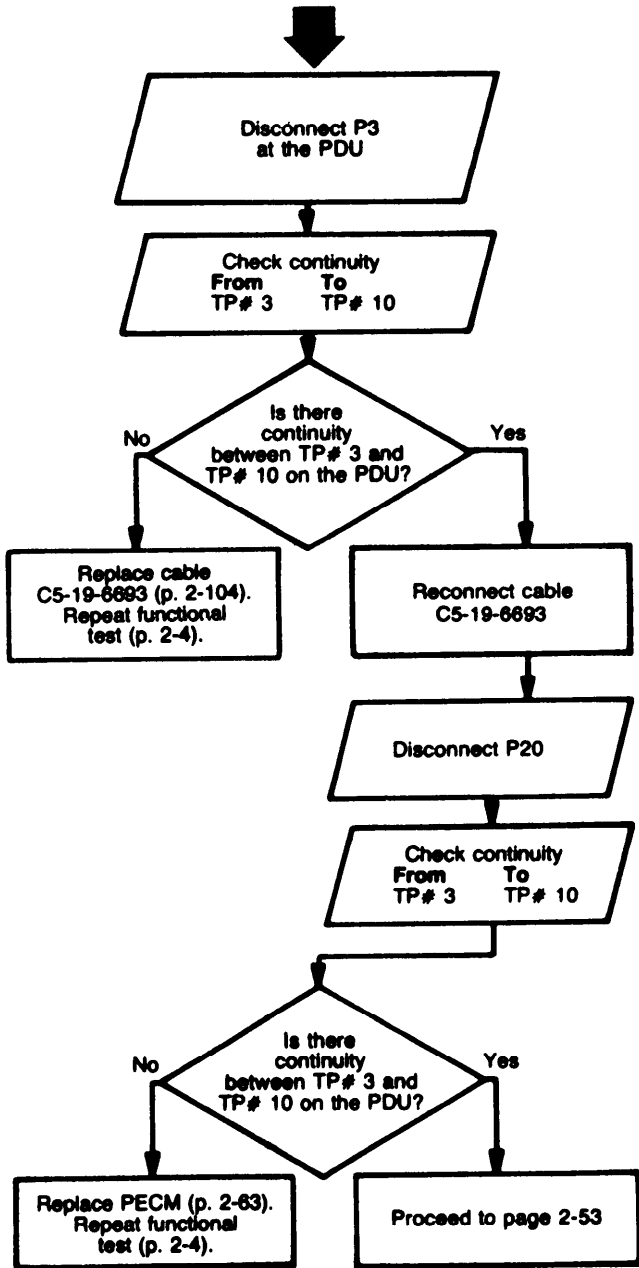 Disconnect P3
at the PDU
Check continuity
From To
TP# 3 TP# 10
Is there
continuity
between TP# 3 and
TP# 10 on the PDU?
No
Yes
Replace cable
C5-19-6693 (p. 2-104).
Repeat functional
test (p. 2-4).
Reconnect cable
C5-19-6693
Disconnect P20
Check continuity
From To
TP# 3 TP# 10
Is there
continuity
between TP# 3 and
TP# 10 on the PDU?
No
Yes
Replace PECM (p. 2-63).
Repeat functional
test (p. 2-4).
Proceed to page 2-53